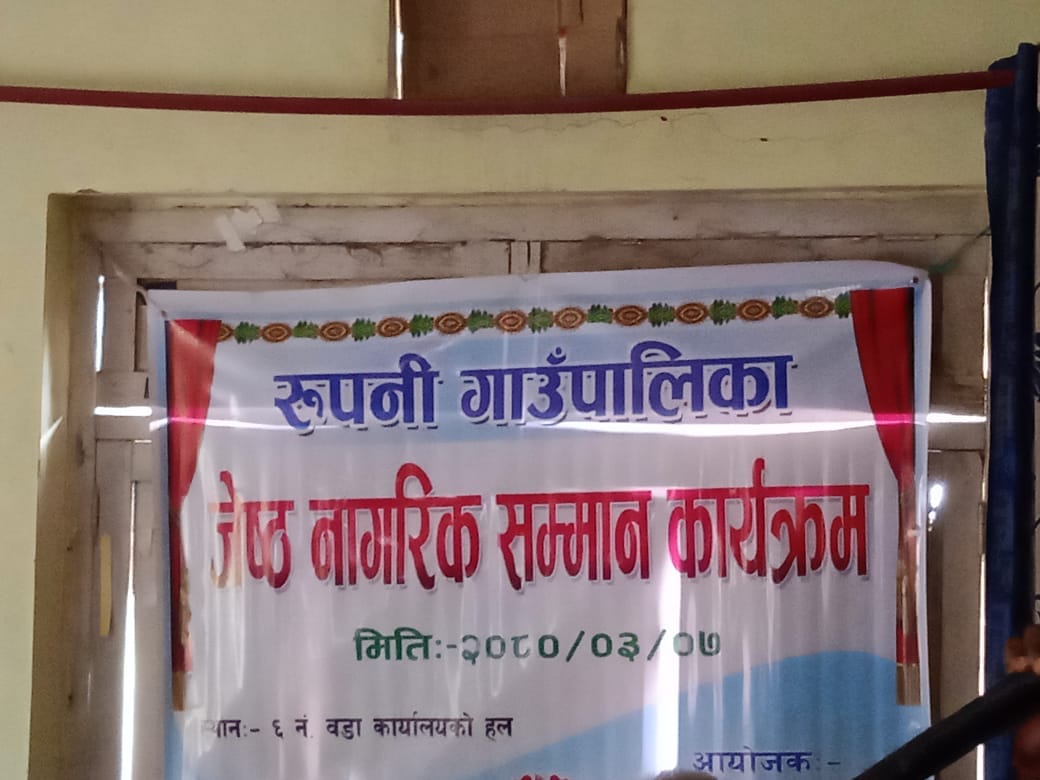 रूपनी गाउँपालिका
जेष्ठ नागरिक सम्मान कार्यक्रम
मिति:-२०८०/०३/०७
स्थान:- ६ नं. वडा कार्यालयको हल
आयोजक:-